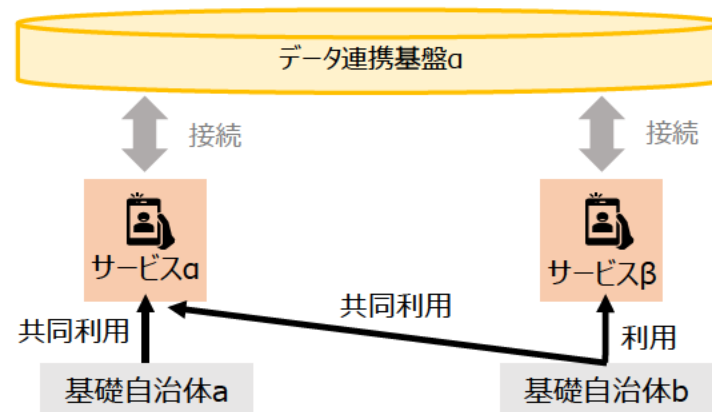 データ連携基盤α
接続
接続
サービスα
サービスβ
共同利用
共同利用
利用
基礎自治体a
基礎自治体b